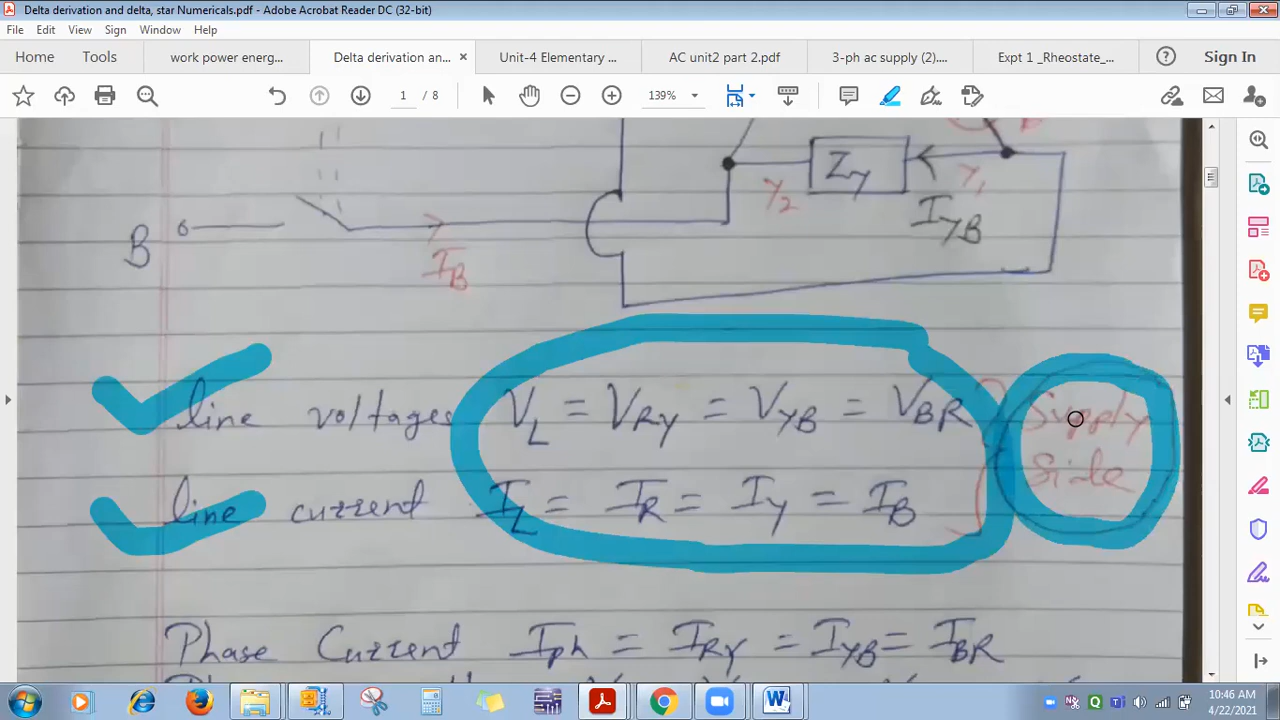 Delta derivation and delta, star Numericals.pdf - Adobe Acrobat Reader DC (32-bit)
File Edit View Sign Window Help
Home Tools work power energ... Delta derivation an... × Unit-4 Elementary ... AC unit2 part 2.pdf 3-ph ac supply (2).... Expt 1 _Rheostate_... Sign In
1 / 8 139%
Z_Y
Y_2 Y_1
I_YB
B
I_B
line voltages V_L = V_RY = V_YB = V_BR Supply
line current I_L = I_R = I_Y = I_B Side
Phase Current I_ph = I_RY = I_YB = I_BR
10:46 AM
4/22/2021